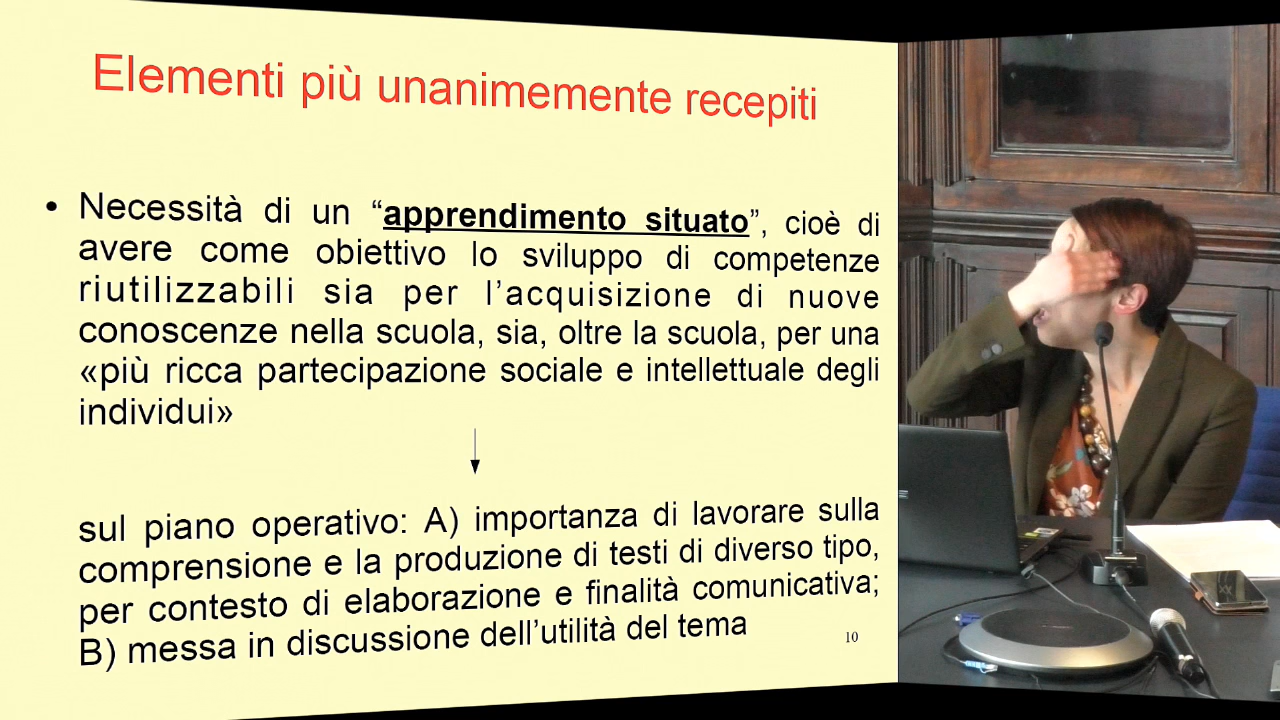 Elementi più unanimemente recepiti
• Necessità di un “apprendimento situato”, cioè di
avere come obiettivo lo sviluppo di competenze
riutilizzabili sia per l’acquisizione di nuove
conoscenze nella scuola, sia, oltre la scuola, per una
«più ricca partecipazione sociale e intellettuale degli
individui»
sul piano operativo: A) importanza di lavorare sulla
comprensione e la produzione di testi di diverso tipo,
per contesto di elaborazione e finalità comunicativa;
B) messa in discussione dell’utilità del tema
10